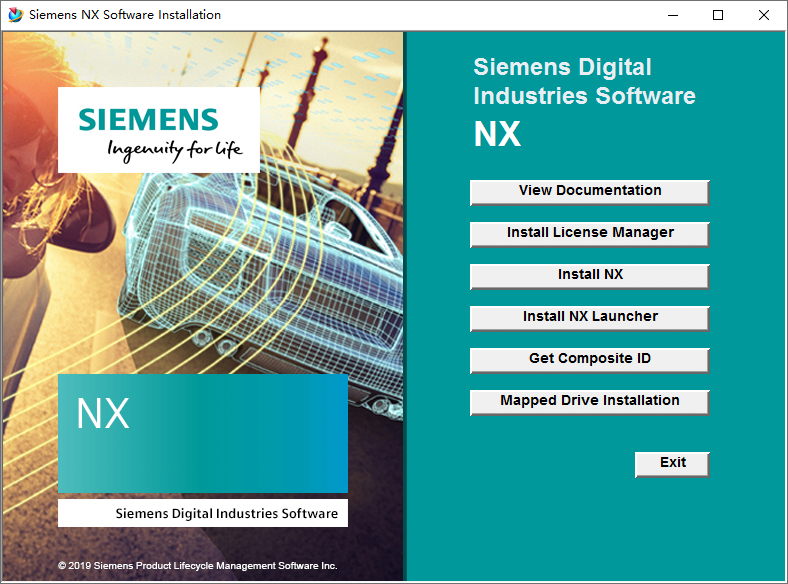 Siemens NX Software Installation
SIEMENS
Ingenuity for life
NX
Siemens Digital Industries Software
© 2019 Siemens Product Lifecycle Management Software Inc.
Siemens Digital
Industries Software
NX
View Documentation
Install License Manager
Install NX
Install NX Launcher
Get Composite ID
Mapped Drive Installation
Exit